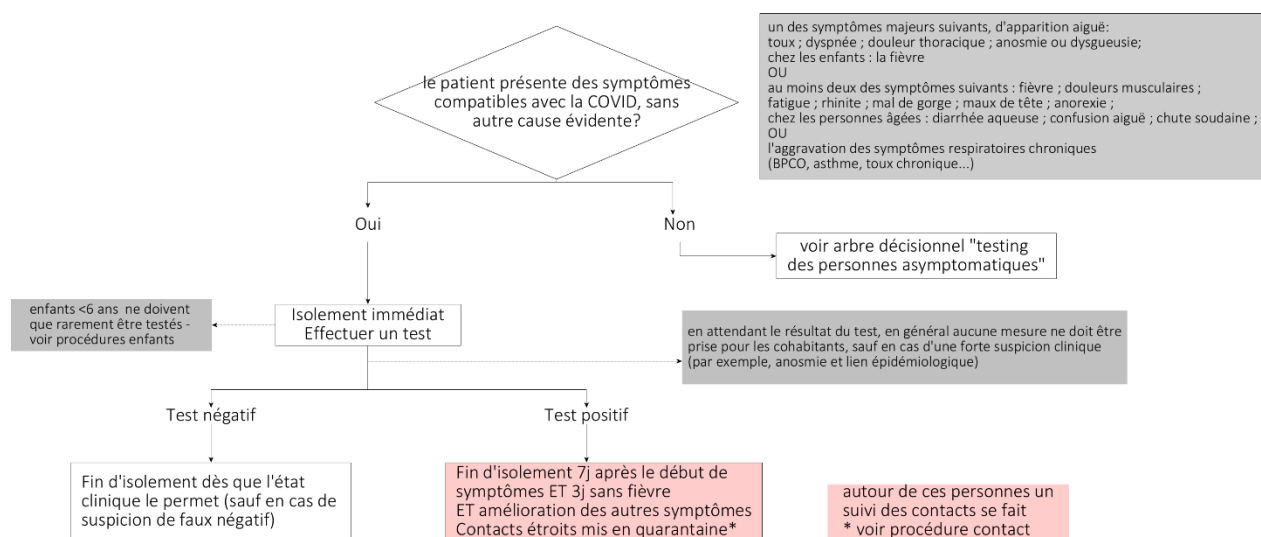 un des symptômes majeurs suivants, d'apparition aiguë:
toux ; dyspnée ; douleur thoracique ; anosmie ou dysgueusie;
chez les enfants : la fièvre
OU
au moins deux des symptômes suivants : fièvre ; douleurs musculaires ;
fatigue ; rhinite ; mal de gorge ; maux de tête ; anorexie ;
chez les personnes âgées : diarrhée aqueuse ; confusion aiguë ; chute soudaine ;
OU
l'aggravation des symptômes respiratoires chroniques
(BPCO, asthme, toux chronique...)
le patient présente des symptômes
compatibles avec la COVID, sans
autre cause évidente?
Oui
Non
voir arbre décisionnel "testing
des personnes asymptomatiques"
enfants <6 ans ne doivent
que rarement être testés -
voir procédures enfants
Isolement immédiat
Effectuer un test
en attendant le résultat du test, en général aucune mesure ne doit être
prise pour les cohabitants, sauf en cas d'une forte suspicion clinique
(par exemple, anosmie et lien épidémiologique)
Test négatif
Test positif
Fin d'isolement dès que l'état
clinique le permet (sauf en cas de
suspicion de faux négatif)
Fin d'isolement 7j après le début de
symptômes ET 3j sans fièvre
ET amélioration des autres symptômes
Contacts étroits mis en quarantaine*
autour de ces personnes un
suivi des contacts se fait
* voir procédure contact